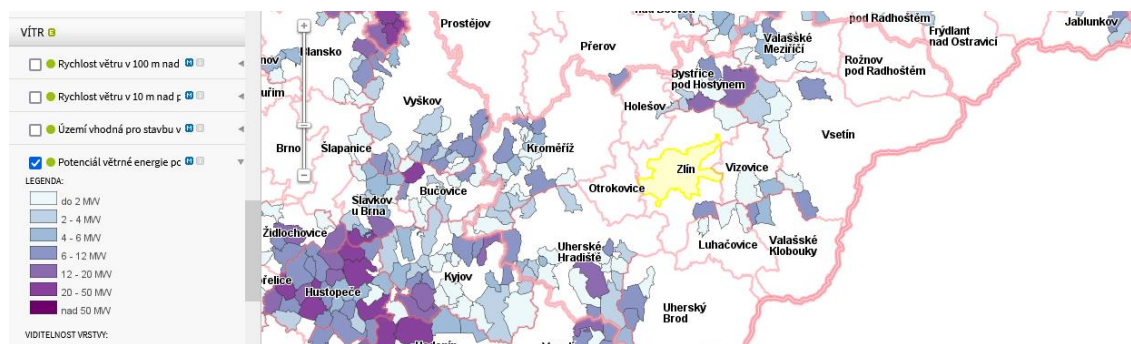 VÍTR G
Rychlost větru v 100 m nad
Rychlost větru v 10 m nad p
Území vhodná pro stavbu v
Potenciál větrné energie po
LEGENDA:
do 2 MW
2 - 4 MW
4 - 6 MW
6 - 12 MW
12 - 20 MW
20 - 50 MW
nad 50 MW
VIDITELNOST VRSTVY:
Prostějov
pod Radhoštěm
Jablunkov
Frýdlant
nad Ostravicí
Přerov
Valašské
Meziříčí
Rožnov
pod Radhoštěm
Bystřice
pod Hostýnem
Vyškov
Holešov
Vsetín
Brno
Šlapanice
Kroměříž
Zlín
Vizovice
Otrokovice
Bučovice
Slavkov
u Brna
Židlochovice
Luhačovice
Valašské
Klobouky
Uherské
Hradiště
Kyjov
Hustopeče
Uherský
Brod